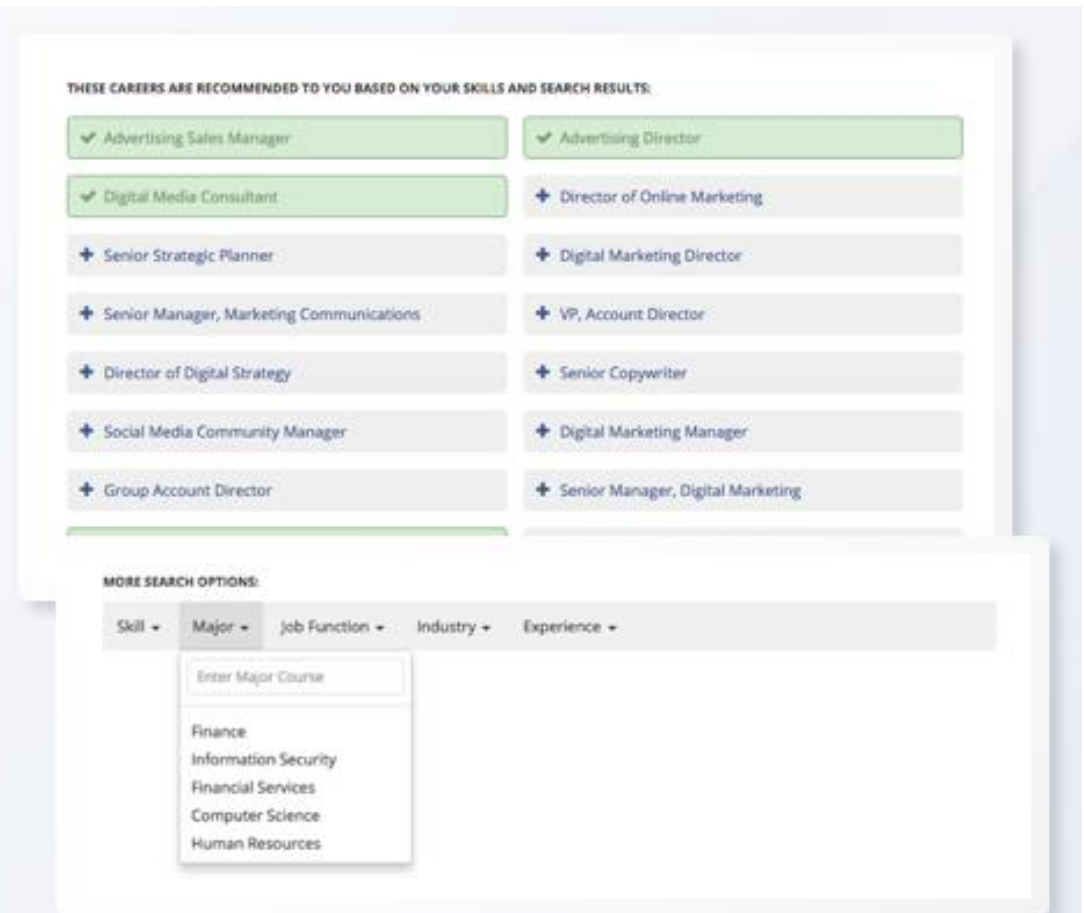 THESE CAREERS ARE RECOMMENDED TO YOU BASED ON YOUR SKILLS AND SEARCH RESULTS:
Advertising Sales Manager
Advertising Director
Digital Media Consultant
Director of Online Marketing
Senior Strategic Planner
Digital Marketing Director
Senior Manager, Marketing Communications
VP, Account Director
Director of Digital Strategy
Senior Copywriter
Social Media Community Manager
Digital Marketing Manager
Group Account Director
Senior Manager, Digital Marketing
MORE SEARCH OPTIONS:
Skill Major Job Function Industry Experience
Enter Major Course
Finance
Information Security
Financial Services
Computer Science
Human Resources